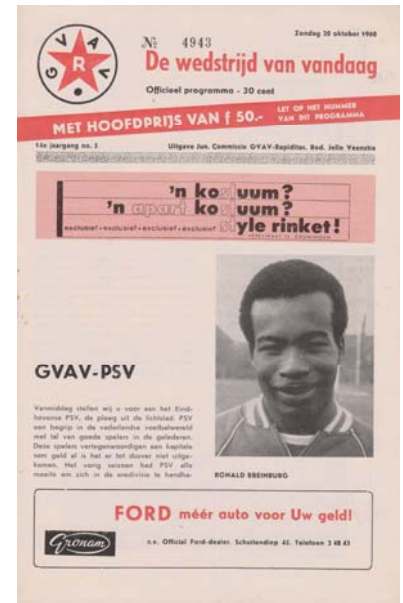 GVAV
R
№ 4943
Zondag 20 oktober 1968
De wedstrijd van vandaag
Officieel programma - 30 cent
MET HOOFDPRIJS VAN f 50.-
LET OP HET NUMMER
VAN DIT PROGRAMMA
14e jaargang no. 5
Uitgave Jun. Commissie GVAV-Rapiditas. Red. Jelle Veenstra
'n kostuum?
'n apart kostuum?
exclusief • exclusief • exclusief • exclusief style rinket!
GVAV-PSV
Vanmiddag stellen wij u voor aan het Eind-
hovense PSV, de ploeg uit de lichtstad. PSV
een begrip in de nederlandse voetbalwereld
met tal van goede spelers in de gelederen.
Deze spelers vertegenwoordigen een kapitale
som geld al is het er tot dusver niet uitge-
komen. Het vorig seizoen had PSV alle
moeite om zich in de eredivisie te handha-
RONALD BREINBURG
FORD méér auto voor Uw geld!
Gronam
n.v. Official Ford-dealer. Schuitendiep 42. Telefoon 3 48 43